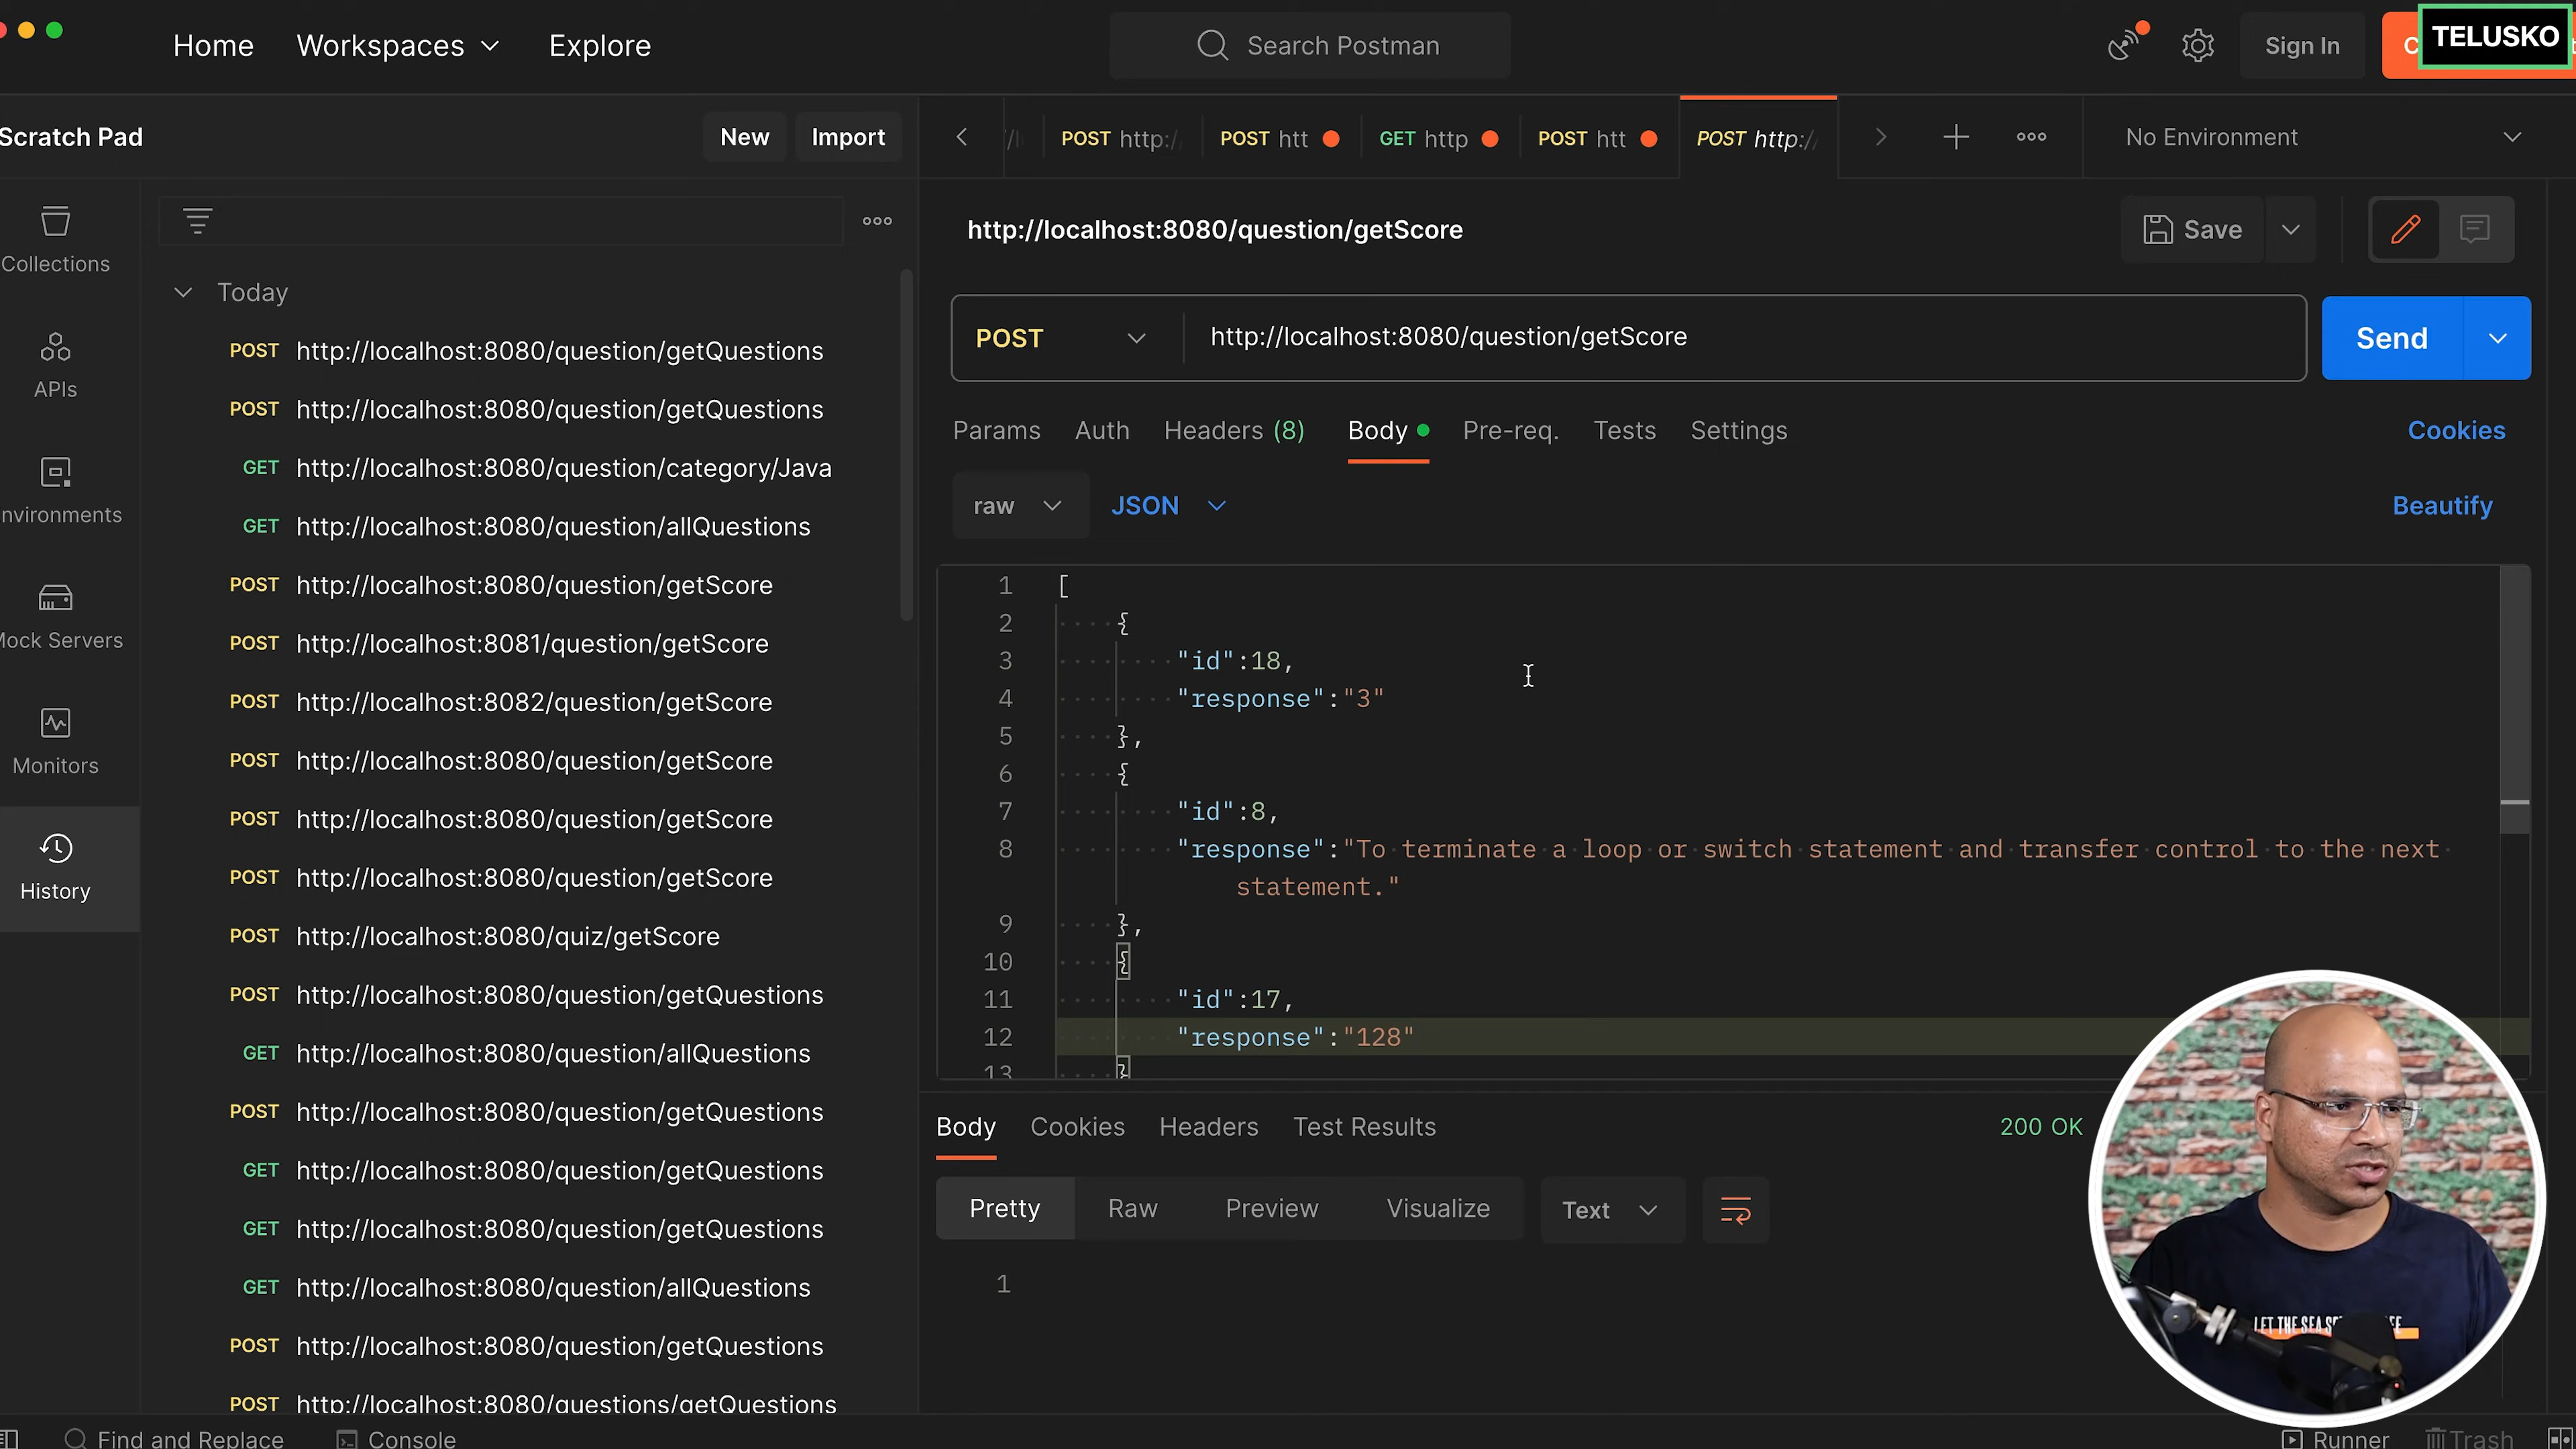 Home Workspaces Explore Search Postman Sign In TELUSKO
Scratch Pad New Import POST http:/ POST htt GET http POST htt POST http:/ No Environment
Collections
APIs
nvironments
Mock Servers
Monitors
History
Today
POST http://localhost:8080/question/getQuestions
POST http://localhost:8080/question/getQuestions
GET http://localhost:8080/question/category/Java
GET http://localhost:8080/question/allQuestions
POST http://localhost:8080/question/getScore
POST http://localhost:8081/question/getScore
POST http://localhost:8082/question/getScore
POST http://localhost:8080/question/getScore
POST http://localhost:8080/question/getScore
POST http://localhost:8080/question/getScore
POST http://localhost:8080/quiz/getScore
POST http://localhost:8080/question/getQuestions
GET http://localhost:8080/question/allQuestions
POST http://localhost:8080/question/getQuestions
GET http://localhost:8080/question/getQuestions
GET http://localhost:8080/question/getQuestions
GET http://localhost:8080/question/allQuestions
POST http://localhost:8080/question/getQuestions
POST http://localhost:8080/questions/getQuestions
http://localhost:8080/question/getScore Save
POST http://localhost:8080/question/getScore Send
Params Auth Headers (8) Body Pre-req. Tests Settings Cookies
raw JSON Beautify
1 [
2 {
3 "id":18,
4 "response":"3"
5 },
6 {
7 "id":8,
8 "response":"To terminate a loop or switch statement and transfer control to the next
statement."
9 },
10 {
11 "id":17,
12 "response":"128"
13 }
Body Cookies Headers Test Results 200 OK
Pretty Raw Preview Visualize Text
1
LET THE SEA
Find and Replace Console Runner Trash